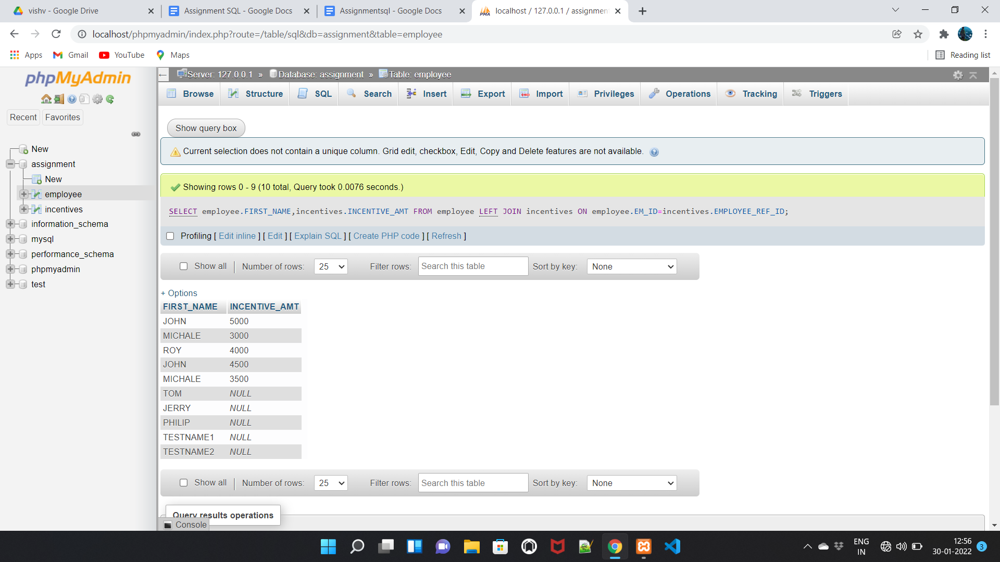 vishv - Google Drive
Assignment SQL - Google Docs
Assignmentsql - Google Docs
localhost / 127.0.0.1 / assignment
localhost/phpmyadmin/index.php?route=/table/sql&db=assignment&table=employee
Apps
Gmail
YouTube
Maps
Reading list
phpMyAdmin
Recent
Favorites
New
assignment
New
employee
incentives
information_schema
mysql
performance_schema
phpmyadmin
test
Server: 127.0.0.1 » Database: assignment » Table: employee
Browse
Structure
SQL
Search
Insert
Export
Import
Privileges
Operations
Tracking
Triggers
Show query box
Current selection does not contain a unique column. Grid edit, checkbox, Edit, Copy and Delete features are not available.
Showing rows 0 - 9 (10 total, Query took 0.0076 seconds.)
SELECT employee.FIRST_NAME,incentives.INCENTIVE_AMT FROM employee LEFT JOIN incentives ON employee.EM_ID=incentives.EMPLOYEE_REF_ID;
Profiling [ Edit inline ] [ Edit ] [ Explain SQL ] [ Create PHP code ] [ Refresh ]
Show all | Number of rows: 25 Filter rows: Search this table Sort by key: None
+ Options
FIRST_NAME INCENTIVE_AMT
JOHN 5000
MICHALE 3000
ROY 4000
JOHN 4500
MICHALE 3500
TOM NULL
JERRY NULL
PHILIP NULL
TESTNAME1 NULL
TESTNAME2 NULL
Show all | Number of rows: 25 Filter rows: Search this table Sort by key: None
Query results operations
Console
ENG
IN
12:56
30-01-2022
3